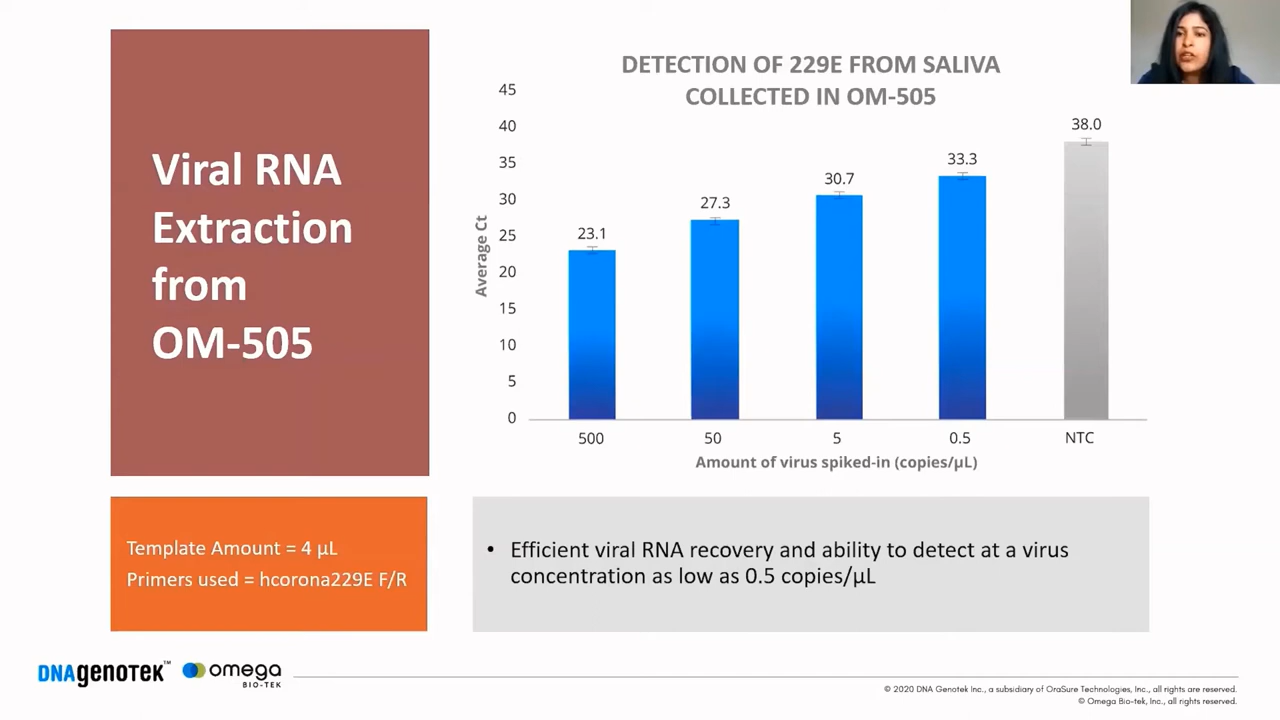 Viral RNA
Extraction
from
OM-505
DETECTION OF 229E FROM SALIVA
COLLECTED IN OM-505
45
40
35
30
25
20
15
10
5
0
Average Ct
23.1
27.3
30.7
33.3
38.0
500
50
5
0.5
NTC
Amount of virus spiked-in (copies/µL)
Template Amount = 4 µL
Primers used = hcorona229E F/R
• Efficient viral RNA recovery and ability to detect at a virus
concentration as low as 0.5 copies/µL
DNAgenotek™
omega
BIO-TEK
© 2020 DNA Genotek Inc., a subsidiary of OraSure Technologies, Inc., all rights are reserved.
© Omega Bio-tek, Inc., all rights reserved.